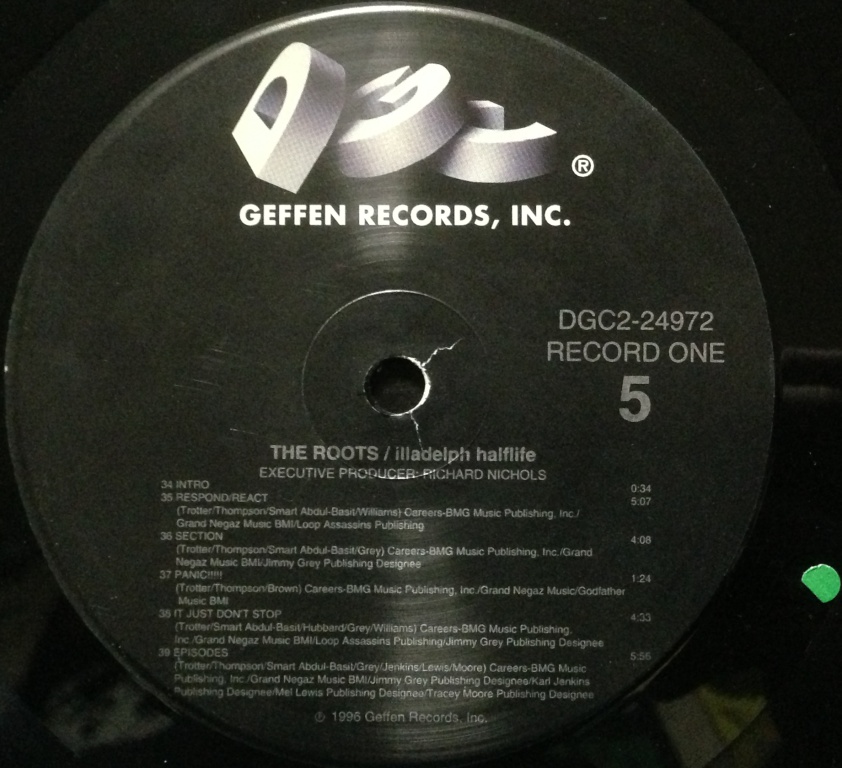 DGC ®
GEFFEN RECORDS, INC.
DGC2-24972
RECORD ONE
5
THE ROOTS / illadelph halflife
EXECUTIVE PRODUCER: RICHARD NICHOLS
34 INTRO 0:34
35 RESPOND/REACT 5:07
(Trotter/Thompson/Smart Abdul-Basit/Williams) Careers-BMG Music Publishing, Inc./
Grand Negaz Music BMI/Loop Assassins Publishing
36 SECTION 4:08
(Trotter/Thompson/Smart Abdul-Basit/Grey) Careers-BMG Music Publishing, Inc./Grand
Negaz Music BMI/Jimmy Grey Publishing Designee
37 PANIC!!!!! 1:24
(Trotter/Thompson/Brown) Careers-BMG Music Publishing, Inc./Grand Negaz Music/Godfather
Music BMI
38 IT JUST DON'T STOP 4:33
(Trotter/Smart Abdul-Basit/Hubbard/Grey/Williams) Careers-BMG Music Publishing,
Inc./Grand Negaz Music BMI/Loop Assassins Publishing/Jimmy Grey Publishing Designee
39 EPISODES 5:56
(Trotter/Thompson/Smart Abdul-Basit/Grey/Jenkins/Lewis/Moore) Careers-BMG Music
Publishing, Inc./Grand Negaz Music BMI/Jimmy Grey Publishing Designee/Karl Jenkins
Publishing Designee/Mel Lewis Publishing Designee/Tracey Moore Publishing Designee
℗ 1996 Geffen Records, Inc.